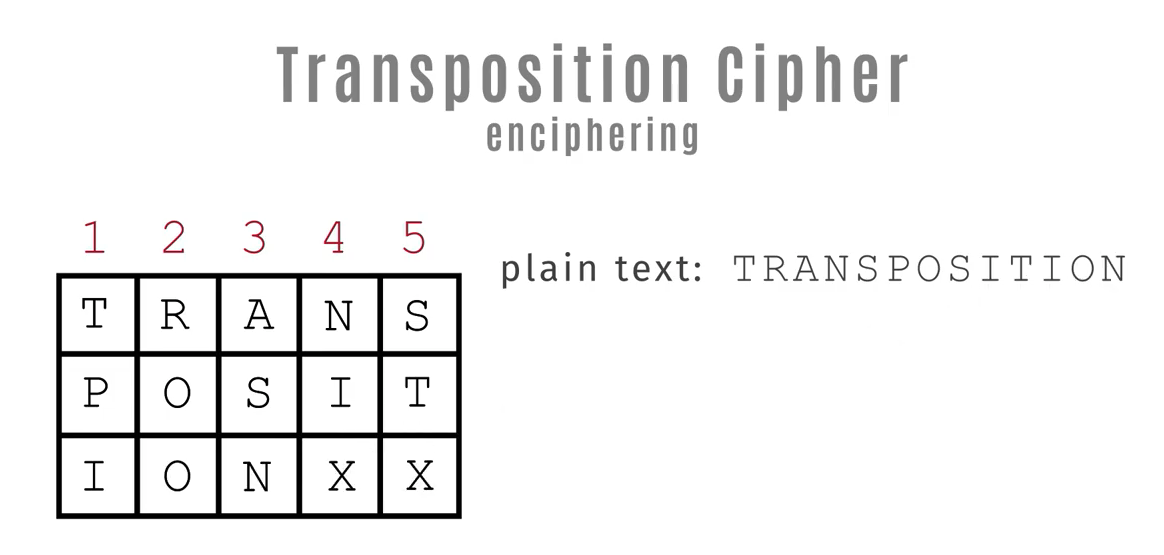 Transposition Cipher
enciphering
1 2 3 4 5
plain text: TRANSPOSITION
T R A N S
P O S I T
I O N X X